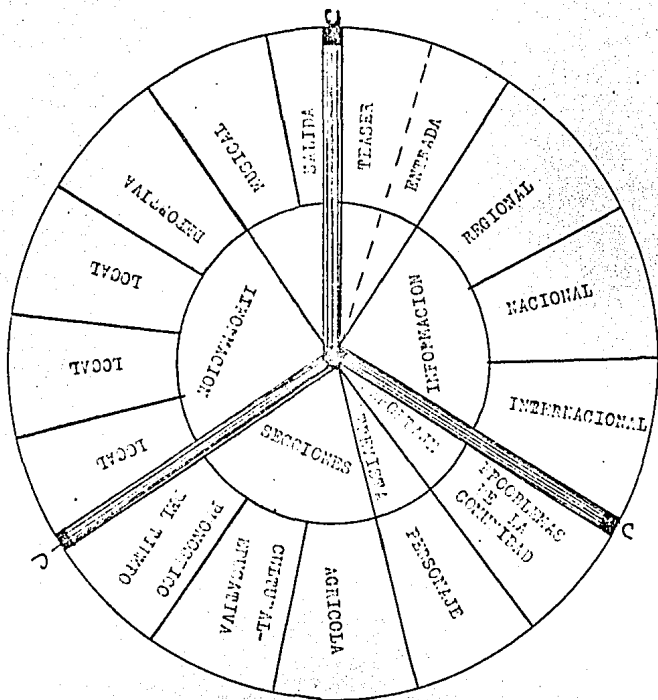 C
TEASER
ENTRADA
REGIONAL
NACIONAL
INTERNACIONAL
INFORMACION
C
PROBLEMAS
DE LA
COMUNIDAD
PERSONAJE
AGRICOLA
CULTURAL-
EDUCATIVA
PRONOSTICO
DEL TIEMPO
SECCIONES
C
LOCAL
LOCAL
LOCAL
DEPORTIVA
INFORMACION
MUSICAL
SALIDA